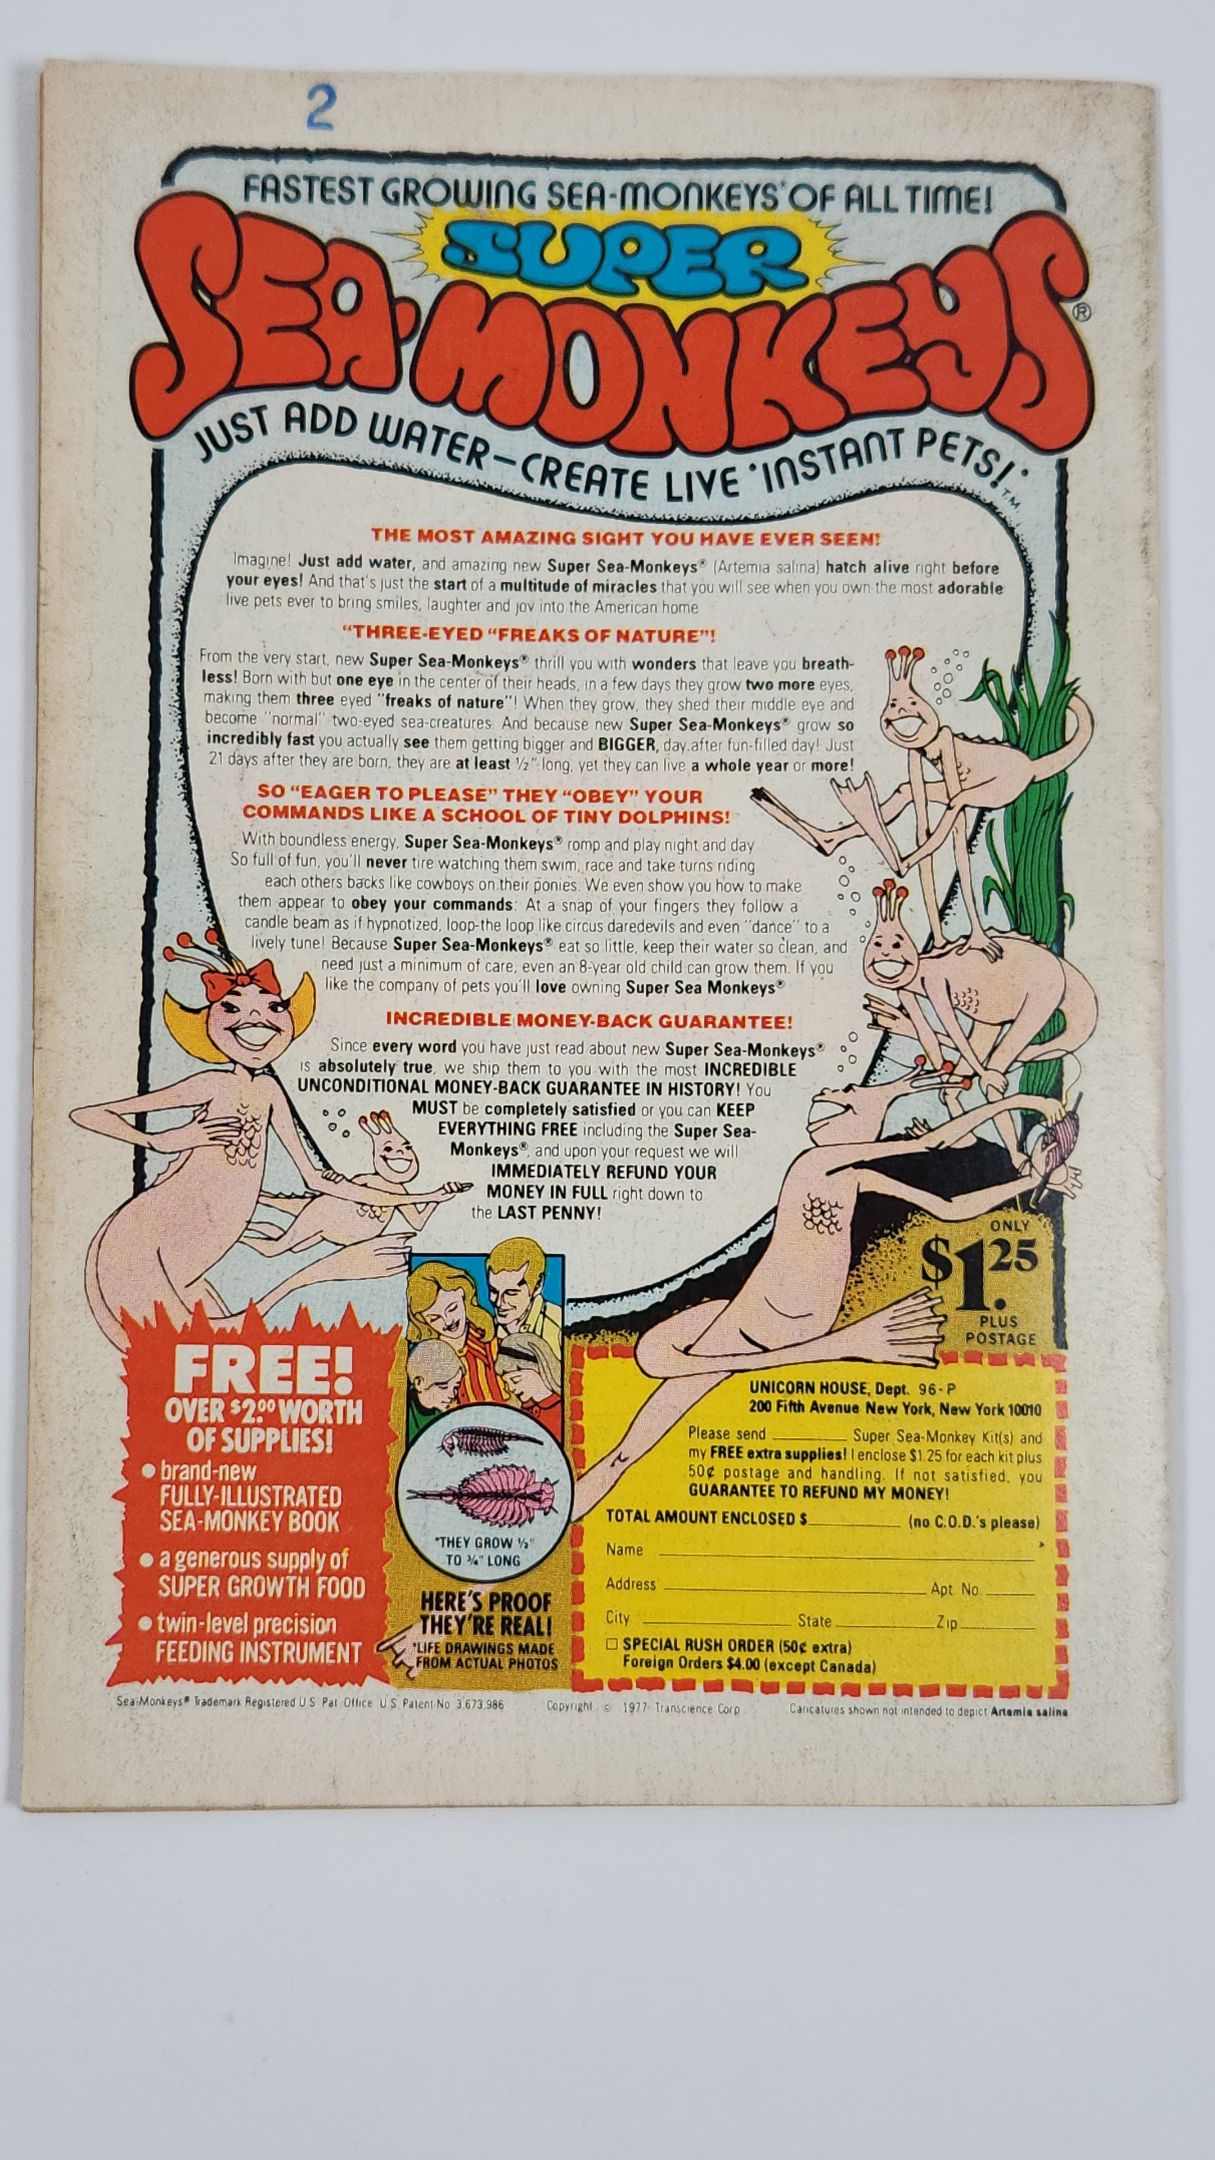 2
FASTEST GROWING SEA-MONKEYS® OF ALL TIME!
SUPER
SEA-MONKEYS®
JUST ADD WATER—CREATE LIVE "INSTANT PETS!"™
THE MOST AMAZING SIGHT YOU HAVE EVER SEEN!
Imagine! Just add water, and amazing new Super Sea-Monkeys® (Artemia salina) hatch alive right before
your eyes! And that's just the start of a multitude of miracles that you will see when you own the most adorable
live pets ever to bring smiles, laughter and joy into the American home
"THREE-EYED "FREAKS OF NATURE"!
From the very start, new Super Sea-Monkeys® thrill you with wonders that leave you breath-
less! Born with but one eye in the center of their heads, in a few days they grow two more eyes,
making them three eyed "freaks of nature"! When they grow, they shed their middle eye and
become "normal" two-eyed sea-creatures. And because new Super Sea-Monkeys® grow so
incredibly fast you actually see them getting bigger and BIGGER, day after fun-filled day! Just
21 days after they are born, they are at least ½" long, yet they can live a whole year or more!
SO "EAGER TO PLEASE" THEY "OBEY" YOUR
COMMANDS LIKE A SCHOOL OF TINY DOLPHINS!
With boundless energy, Super Sea-Monkeys® romp and play night and day
So full of fun, you'll never tire watching them swim, race and take turns riding
each others backs like cowboys on their ponies. We even show you how to make
them appear to obey your commands: At a snap of your fingers they follow a
candle beam as if hypnotized, loop-the loop like circus daredevils and even "dance" to a
lively tune! Because Super Sea-Monkeys® eat so little, keep their water so clean, and
need just a minimum of care, even an 8-year old child can grow them. If you
like the company of pets you'll love owning Super Sea Monkeys®
INCREDIBLE MONEY-BACK GUARANTEE!
Since every word you have just read about new Super Sea-Monkeys®
is absolutely true, we ship them to you with the most INCREDIBLE
UNCONDITIONAL MONEY-BACK GUARANTEE IN HISTORY! You
MUST be completely satisfied or you can KEEP
EVERYTHING FREE including the Super Sea-
Monkeys®, and upon your request we will
IMMEDIATELY REFUND YOUR
MONEY IN FULL right down to
the LAST PENNY!
ONLY
$1.25
PLUS
POSTAGE
FREE!
OVER $2.00 WORTH
OF SUPPLIES!
• brand-new
FULLY-ILLUSTRATED
SEA-MONKEY BOOK
• a generous supply of
SUPER GROWTH FOOD
• twin-level precision
FEEDING INSTRUMENT
*THEY GROW ½"
TO ¾" LONG
HERE'S PROOF
THEY'RE REAL!
*LIFE DRAWINGS MADE
FROM ACTUAL PHOTOS
UNICORN HOUSE, Dept. 96-P
200 Fifth Avenue New York, New York 10010
Please send ________ Super Sea-Monkey Kit(s) and
my FREE extra supplies! I enclose $1.25 for each kit plus
50¢ postage and handling. If not satisfied, you
GUARANTEE TO REFUND MY MONEY!
TOTAL AMOUNT ENCLOSED $________ (no C.O.D.'s please)
Name ________
Address ________ Apt. No. ____
City ________ State ________ Zip ________
☐ SPECIAL RUSH ORDER (50¢ extra)
Foreign Orders $4.00 (except Canada)
Sea-Monkeys® Trademark Registered U S Pat Office U S Patent No 3,673,986 Copyright © 1977 Transcience Corp Caricatures shown not intended to depict Artemia salina